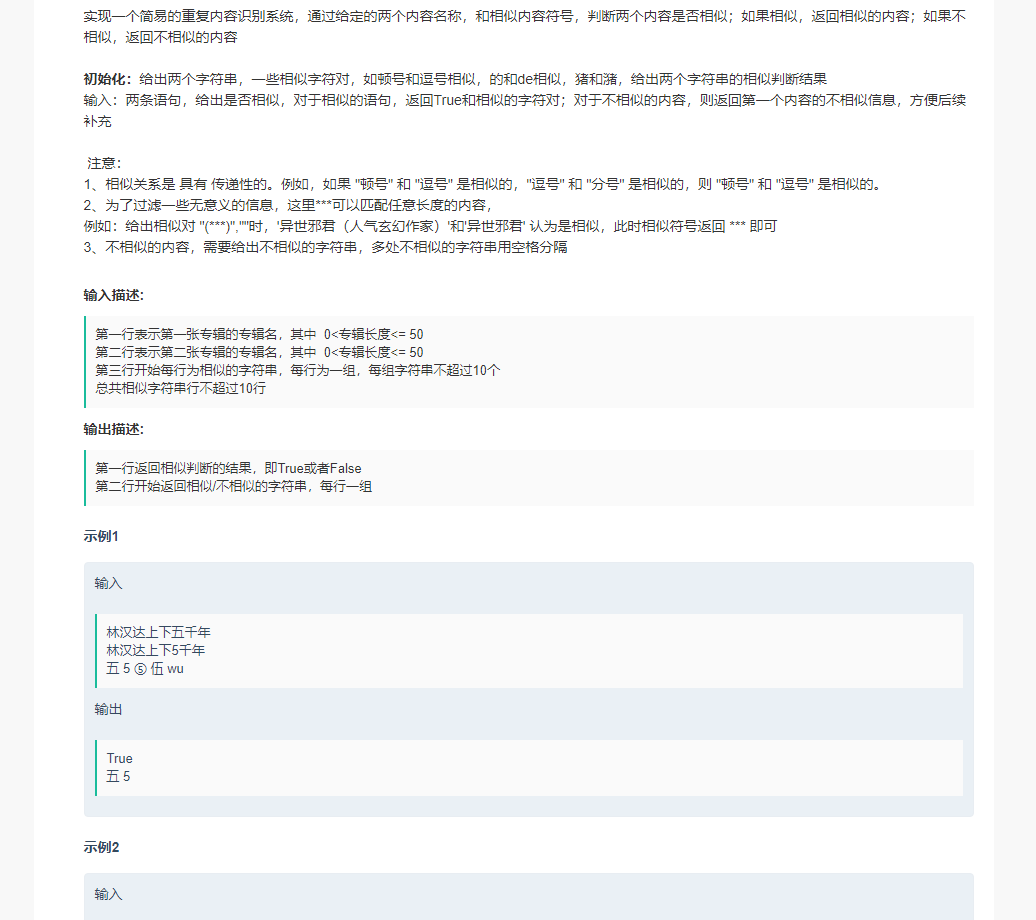 实现一个简易的重复内容识别系统，通过给定的两个内容名称，和相似内容符号，判断两个内容是否相似；如果相似，返回相似的内容；如果不
相似，返回不相似的内容
初始化：给出两个字符串，一些相似字符对，如顿号和逗号相似，的和de相似，猪和潴，给出两个字符串的相似判断结果
输入：两条语句，给出是否相似，对于相似的语句，返回True和相似的字符对；对于不相似的内容，则返回第一个内容的不相似信息，方便后续
补充
注意：
1、相似关系是 具有 传递性的。例如，如果 "顿号" 和 "逗号" 是相似的，"逗号" 和 "分号" 是相似的，则 "顿号" 和 "逗号" 是相似的。
2、为了过滤一些无意义的信息，这里***可以匹配任意长度的内容，
例如：给出相似对 "(***)",""时，'异世邪君（人气玄幻作家）'和'异世邪君' 认为是相似，此时相似符号返回 *** 即可
3、不相似的内容，需要给出不相似的字符串，多处不相似的字符串用空格分隔
输入描述:
第一行表示第一张专辑的专辑名，其中  0<专辑长度<= 50
第二行表示第二张专辑的专辑名，其中  0<专辑长度<= 50
第三行开始每行为相似的字符串，每行为一组，每组字符串不超过10个
总共相似字符串行不超过10行
输出描述:
第一行返回相似判断的结果，即True或者False
第二行开始返回相似/不相似的字符串，每行一组
示例1
输入
林汉达上下五千年
林汉达上下5千年
五 5 ⑤ 伍 wu
输出
True
五 5
示例2
输入